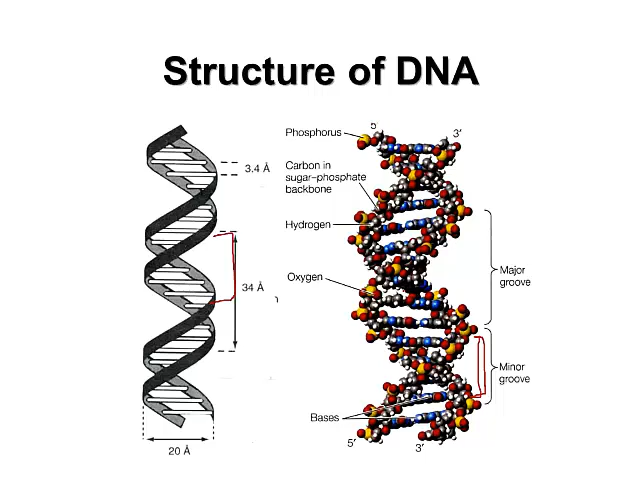 Structure of DNA
3.4 Å
34 Å
20 Å
5′
3′
Phosphorus
Carbon in
sugar–phosphate
backbone
Hydrogen
Oxygen
Major
groove
Minor
groove
Bases
5′
3′